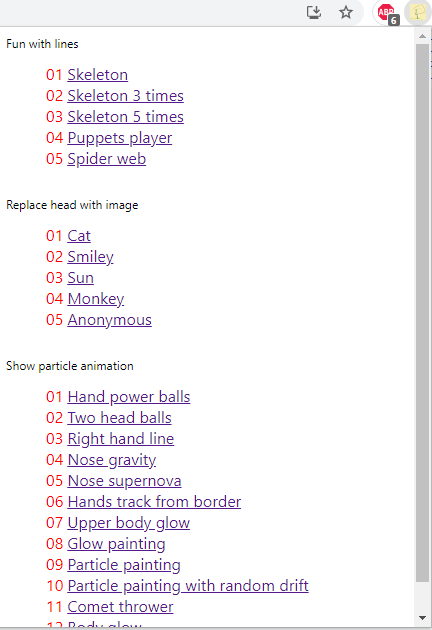 ABP
6
Fun with lines
01 Skeleton
02 Skeleton 3 times
03 Skeleton 5 times
04 Puppets player
05 Spider web
Replace head with image
01 Cat
02 Smiley
03 Sun
04 Monkey
05 Anonymous
Show particle animation
01 Hand power balls
02 Two head balls
03 Right hand line
04 Nose gravity
05 Nose supernova
06 Hands track from border
07 Upper body glow
08 Glow painting
09 Particle painting
10 Particle painting with random drift
11 Comet thrower
12 Body glow